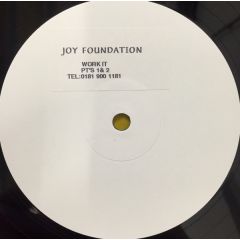 JOY FOUNDATION
WORK IT
PT'S 1& 2
TEL:0181 900 1181